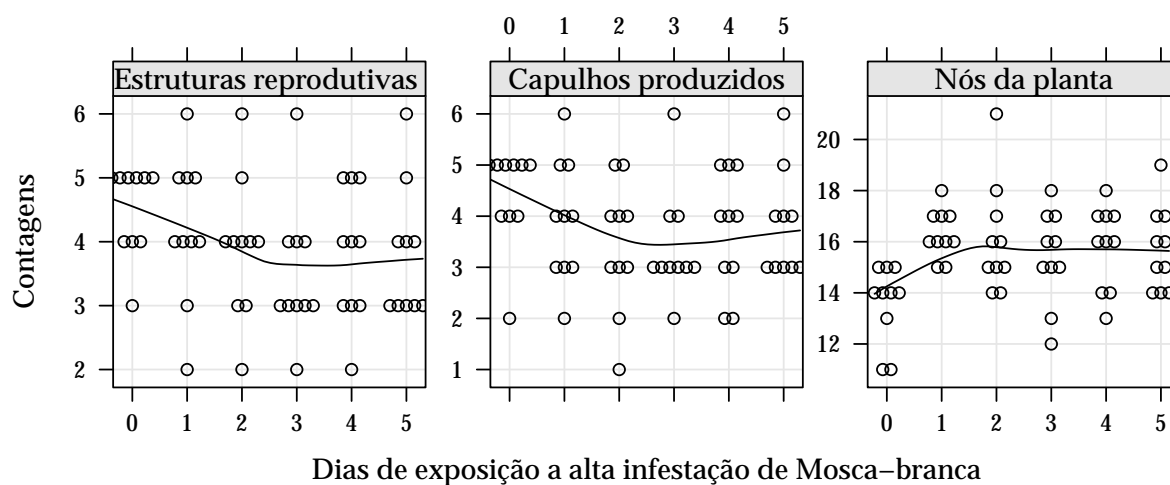 0 1 2 3 4 5
Estruturas reprodutivas Capulhos produzidos Nós da planta
Contagens
6
5
4
3
2
6
5
4
3
2
1
20
18
16
14
12
0 1 2 3 4 5
0 1 2 3 4 5
Dias de exposição a alta infestação de Mosca−branca